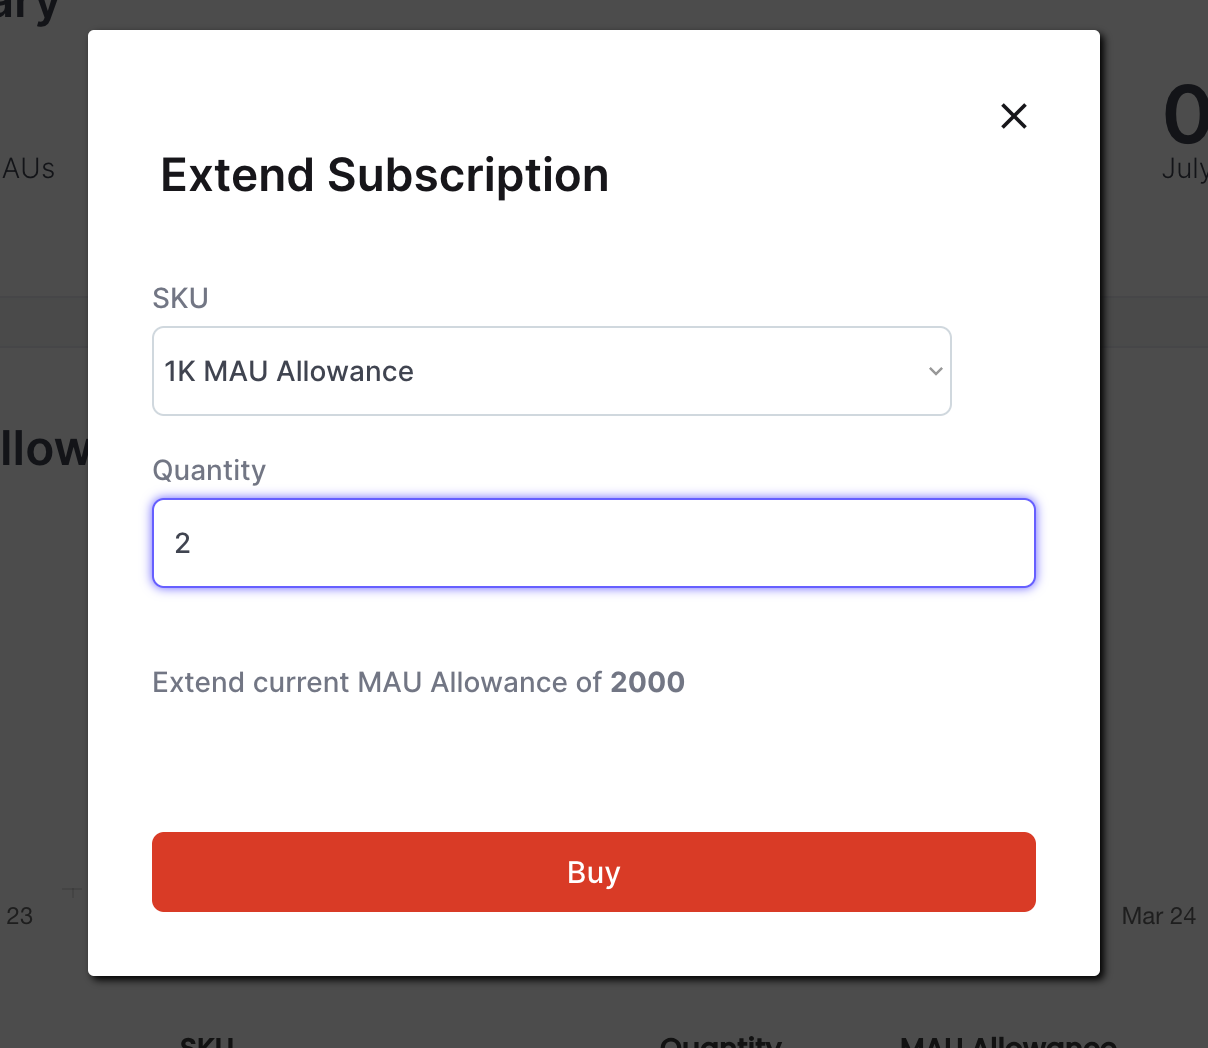 ary
0
AUs
July
Extend Subscription
SKU
1K MAU Allowance
llow
Quantity
2
Extend current MAU Allowance of 2000
Buy
23
Mar 24
SKU
Quantity
MAU Allowance